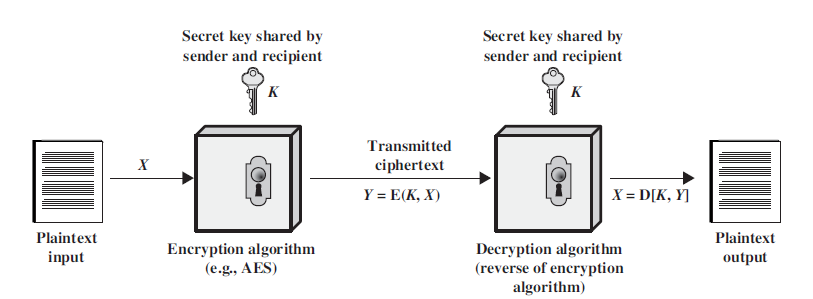 Secret key shared by
sender and recipient
K
Secret key shared by
sender and recipient
K
X
Transmitted
ciphertext
Y = E(K, X)
X = D[K, Y]
Plaintext
input
Encryption algorithm
(e.g., AES)
Decryption algorithm
(reverse of encryption
algorithm)
Plaintext
output